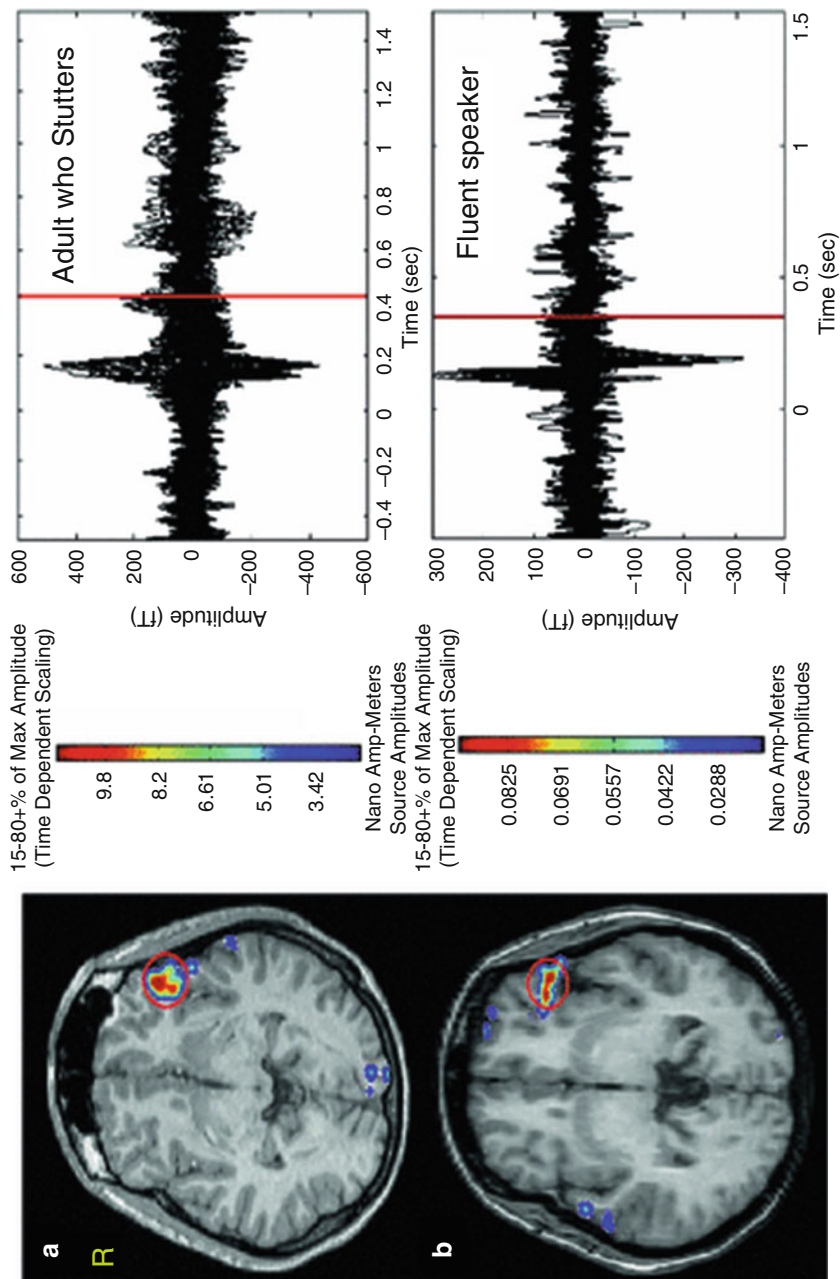 a
R
b
15-80+% of Max Amplitude
(Time Dependent Scaling)
9.8
8.2
6.61
5.01
3.42
Nano Amp-Meters
Source Amplitudes
600
400
200
0
−200
−400
−600
Amplitude (fT)
Adult who Stutters
−0.4 −0.2 0 0.2 0.4 0.6 0.8 1 1.2 1.4
Time (sec)
15-80+% of Max Amplitude
(Time Dependent Scaling)
0.0825
0.0691
0.0557
0.0422
0.0288
Nano Amp-Meters
Source Amplitudes
300
200
100
0
−100
−200
−300
−400
Amplitude (fT)
Fluent speaker
0 0.5 1 1.5
Time (sec)